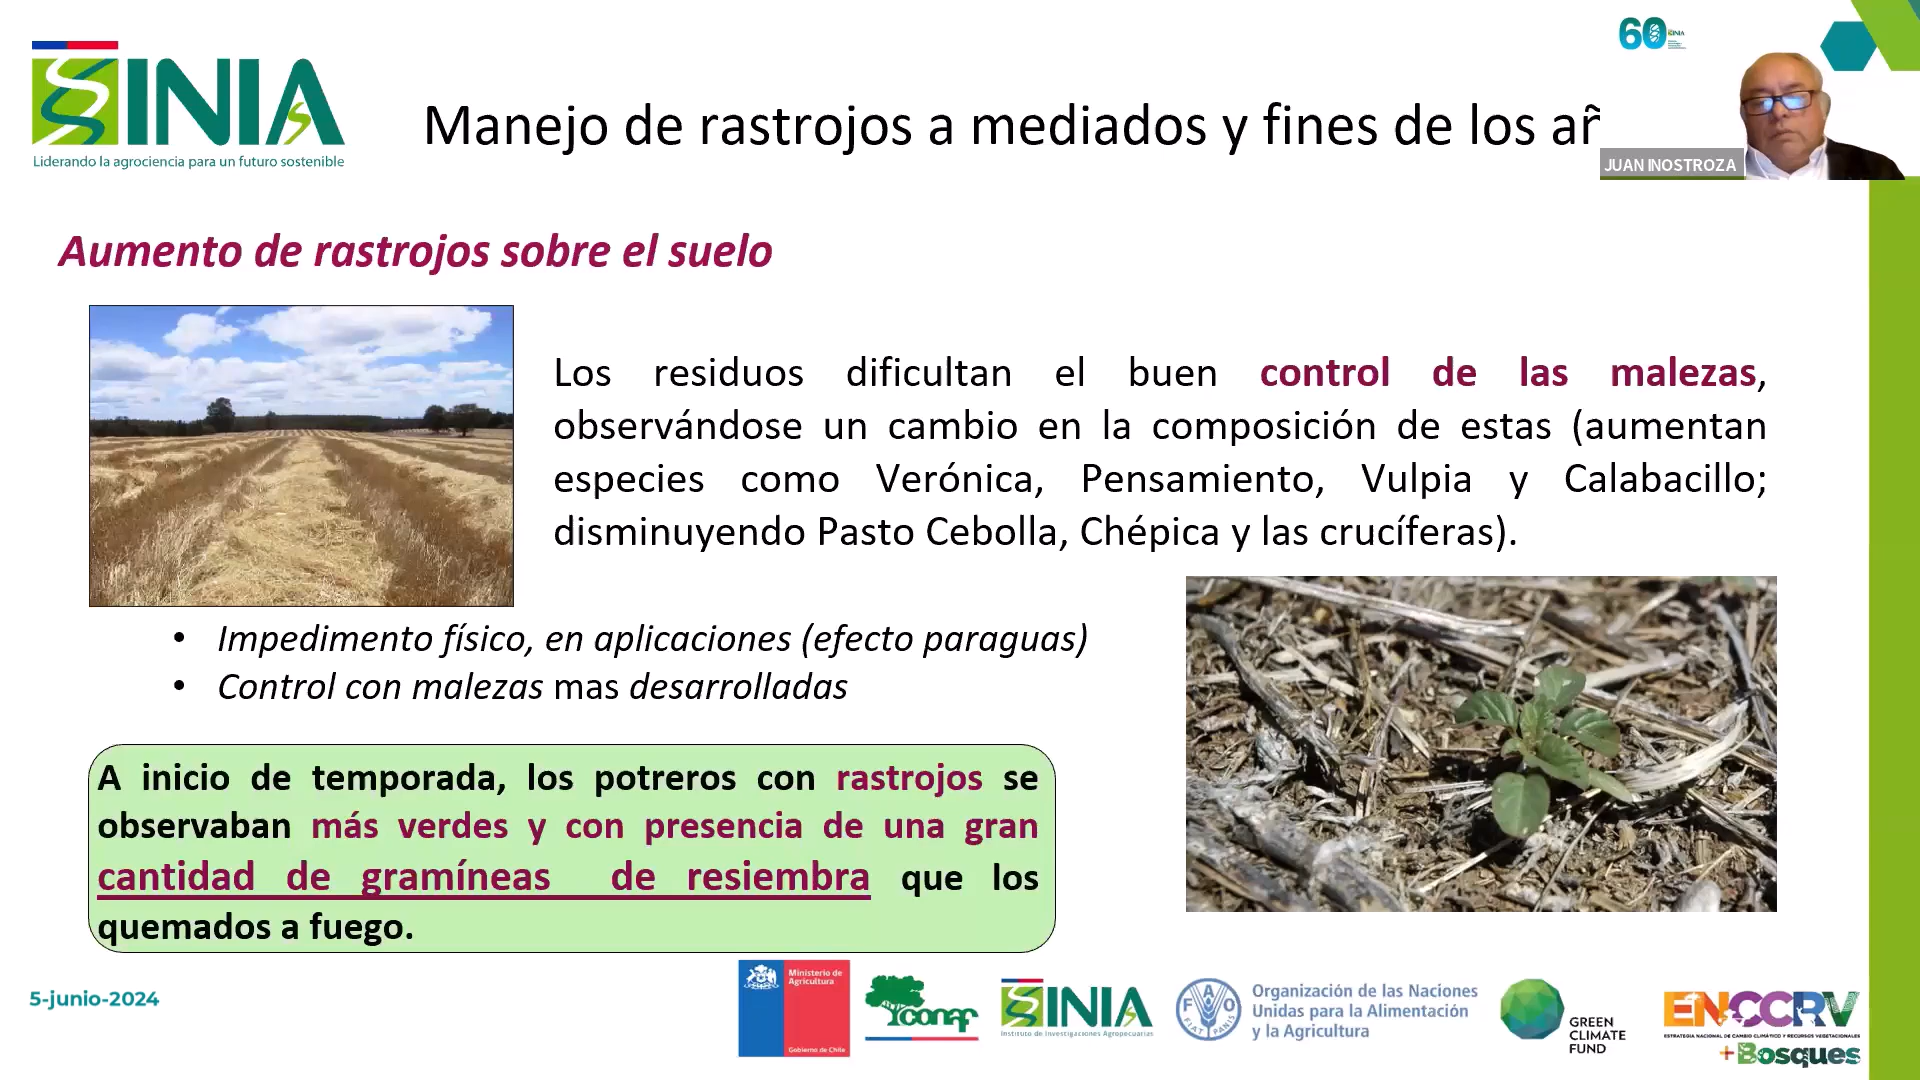 60 INIA
INIA
Liderando la agrociencia para un futuro sostenible
Manejo de rastrojos a mediados y fines de los añ
JUAN INOSTROZA
Aumento de rastrojos sobre el suelo
Los residuos dificultan el buen control de las malezas,
observándose un cambio en la composición de estas (aumentan
especies como Verónica, Pensamiento, Vulpia y Calabacillo;
disminuyendo Pasto Cebolla, Chépica y las crucíferas).
• Impedimento físico, en aplicaciones (efecto paraguas)
• Control con malezas mas desarrolladas
A inicio de temporada, los potreros con rastrojos se
observaban más verdes y con presencia de una gran
cantidad de gramíneas de resiembra que los
quemados a fuego.
5-junio-2024
Ministerio de
Agricultura
Gobierno de Chile
conaf
INIA
Instituto de Investigaciones Agropecuarias
FAO
FIAT PANIS
Organización de las Naciones
Unidas para la Alimentación
y la Agricultura
GREEN
CLIMATE
FUND
ENCCRV
ESTRATEGIA NACIONAL DE CAMBIO CLIMÁTICO Y RECURSOS VEGETACIONALES
+Bosques